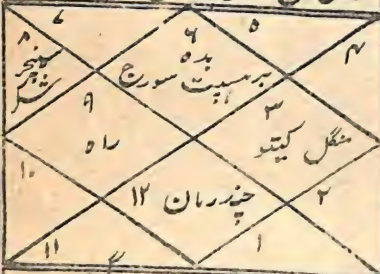 ۷ ۶ ۵
۸ بدھ ۴
سنیچر برہسپت سورج
شکر
۹ ۳
راہ منگل کیتو
۱۰ ۱۲ چندرمان ۲
۱۱ ۱